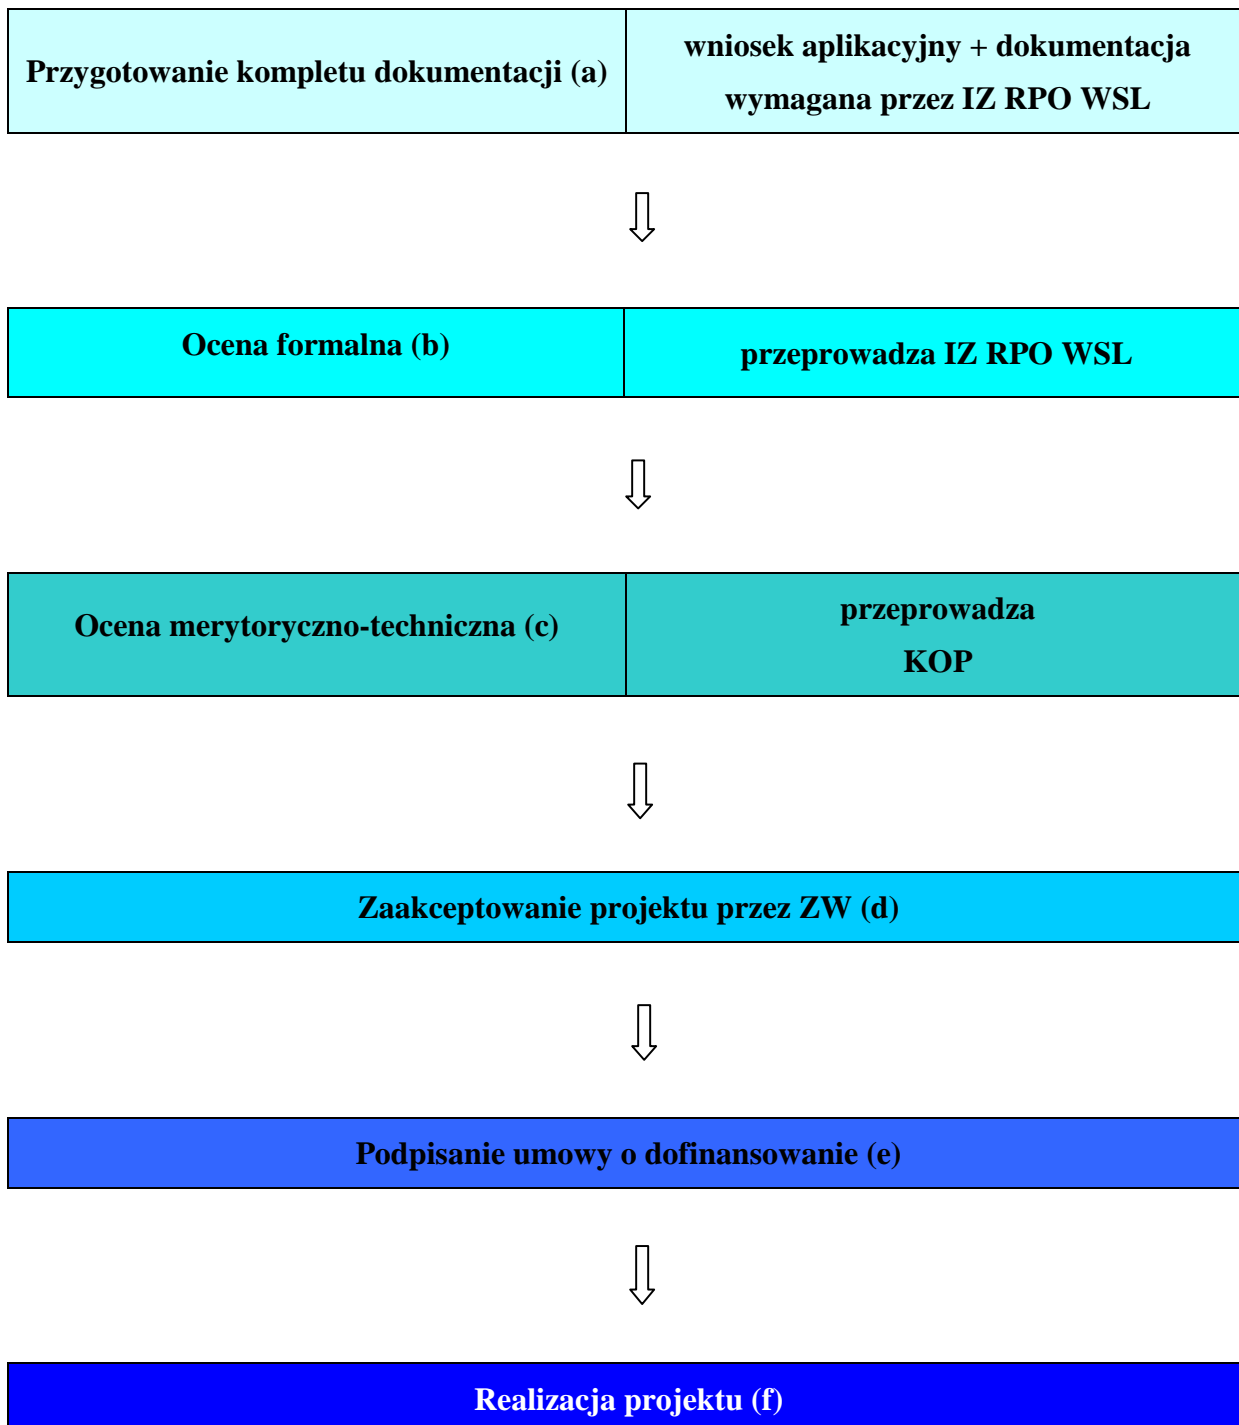 Przygotowanie kompletu dokumentacji (a)
wniosek aplikacyjny + dokumentacja
wymagana przez IZ RPO WSL
Ocena formalna (b)
przeprowadza IZ RPO WSL
Ocena merytoryczno-techniczna (c)
przeprowadza
KOP
Zaakceptowanie projektu przez ZW (d)
Podpisanie umowy o dofinansowanie (e)
Realizacja projektu (f)